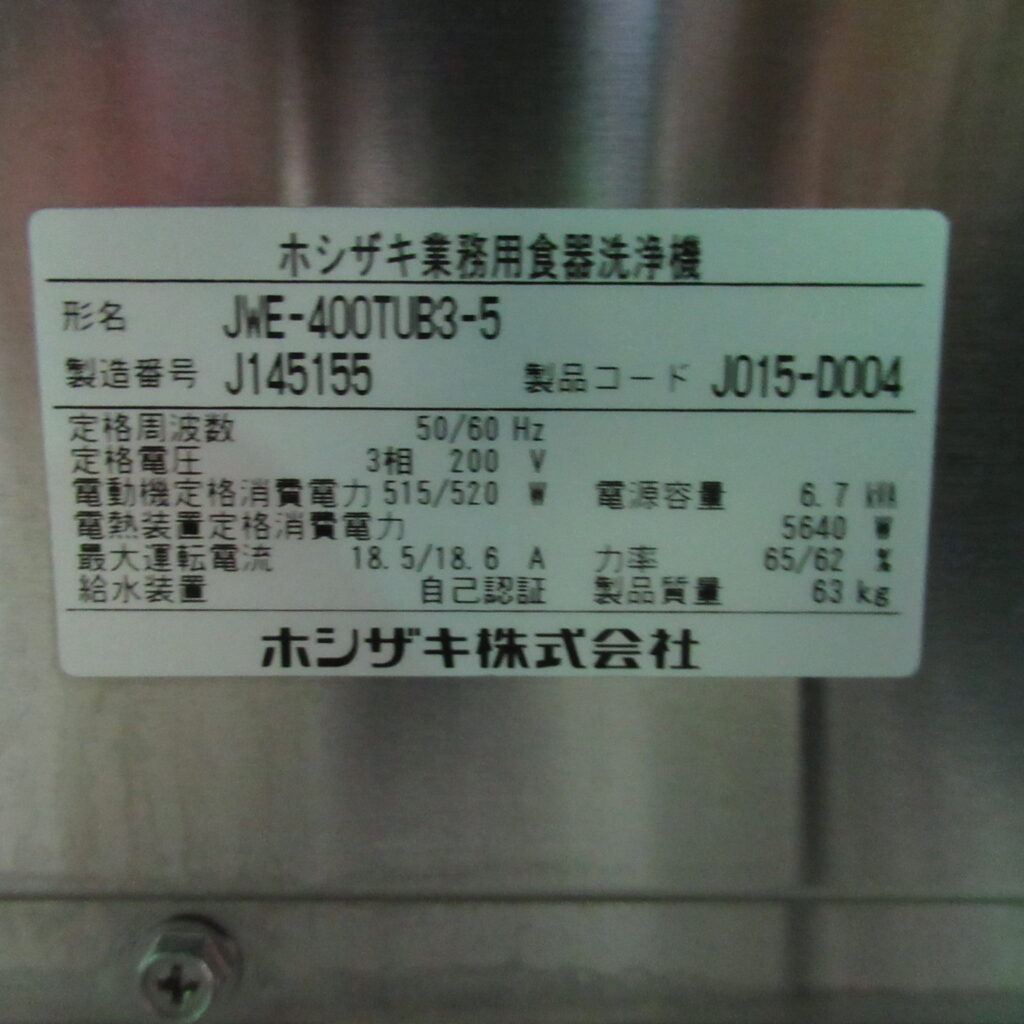 ホシザキ業務用食器洗浄機
形名 JWE-400TUB3-5
製造番号 J145155 製品コード J015-D004
定格周波数 50/60 Hz
定格電圧 3相 200 V
電動機定格消費電力 515/520 W 電源容量 6.7 kVA
電熱装置定格消費電力 5640 W
最大運転電流 18.5/18.6 A 力率 65/62 %
給水装置 自己認証 製品質量 63 kg
ホシザキ株式会社